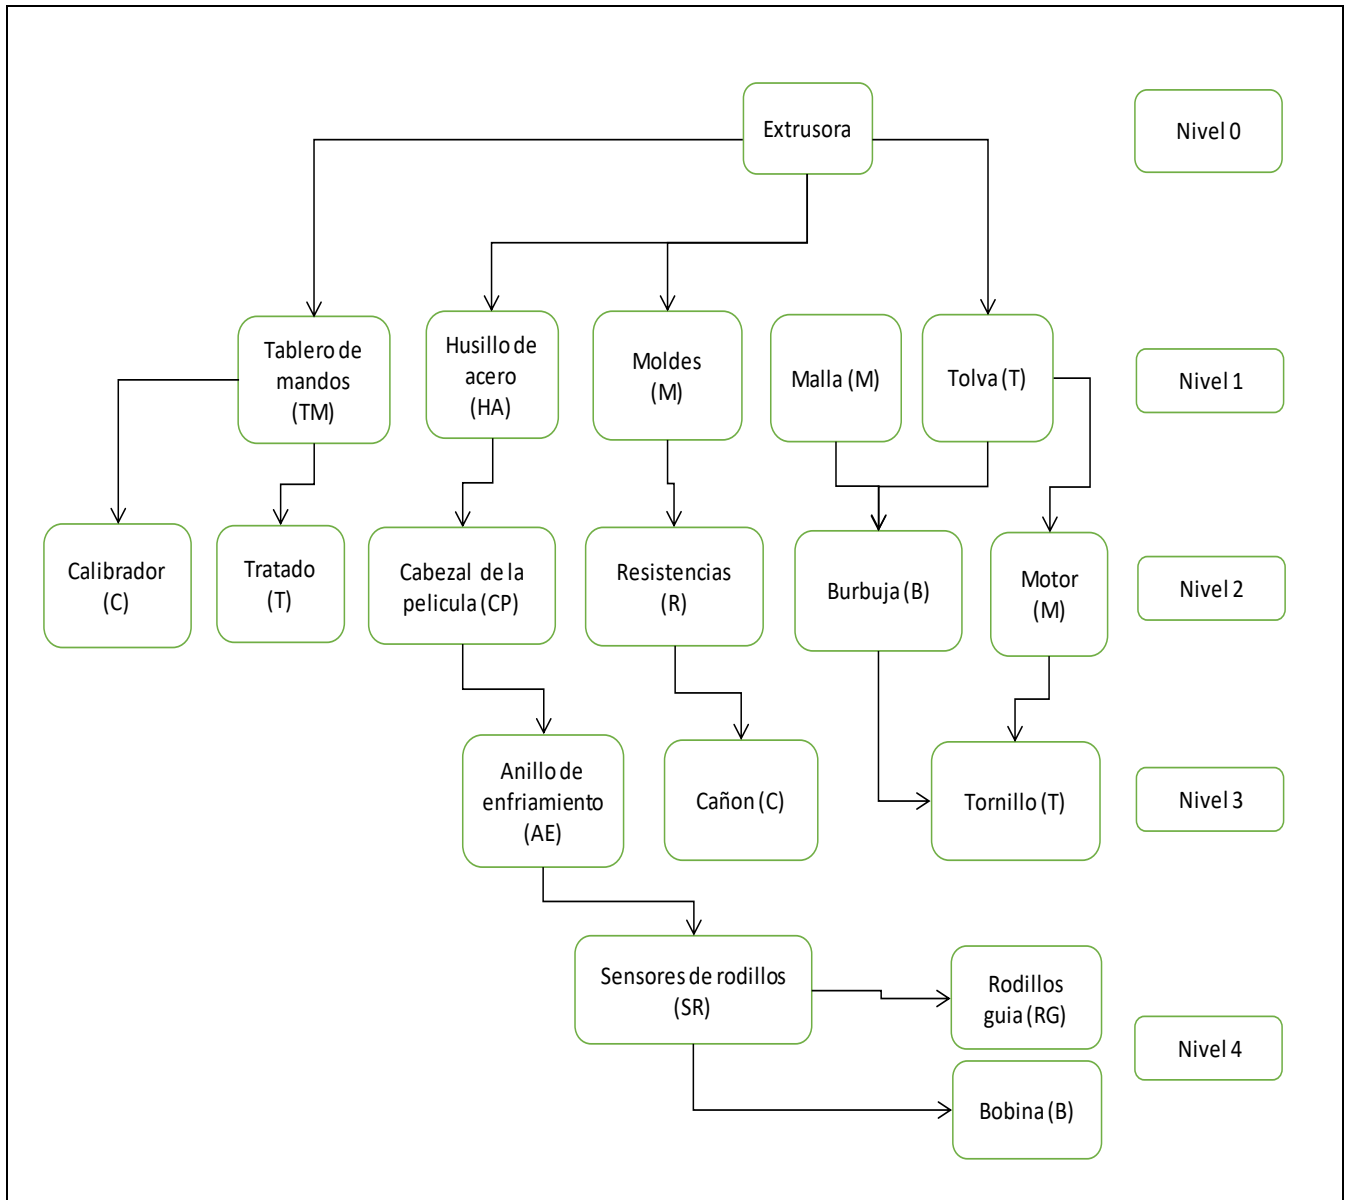 Extrusora
Nivel 0
Tablero de
mandos
(TM)
Husillo de
acero
(HA)
Moldes
(M)
Malla (M)
Tolva (T)
Nivel 1
Calibrador
(C)
Tratado
(T)
Cabezal de la
pelicula (CP)
Resistencias
(R)
Burbuja (B)
Motor
(M)
Nivel 2
Anillo de
enfriamiento
(AE)
Cañon (C)
Tornillo (T)
Nivel 3
Sensores de rodillos
(SR)
Rodillos
guia (RG)
Nivel 4
Bobina (B)